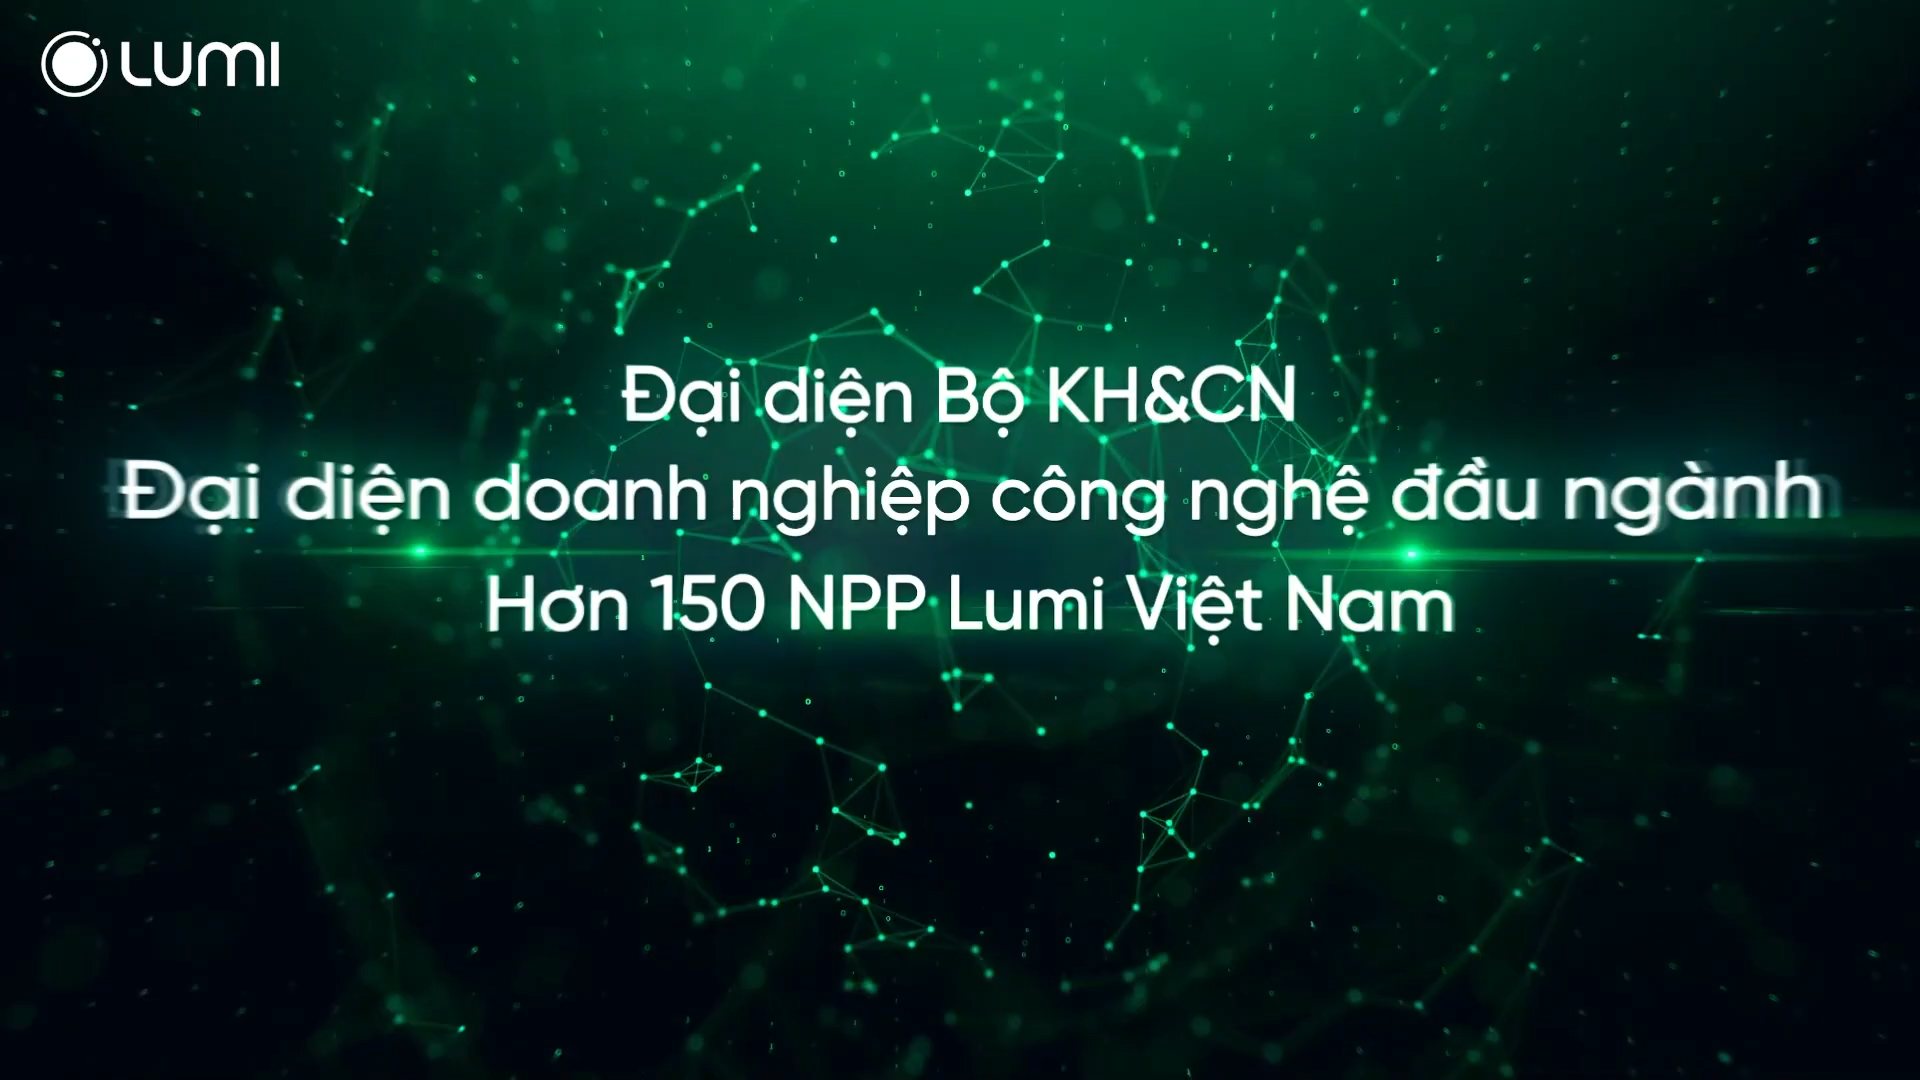 LUMI
Đại diện Bộ KH&CN
Đại diện doanh nghiệp công nghệ đầu ngành
Hơn 150 NPP Lumi Việt Nam